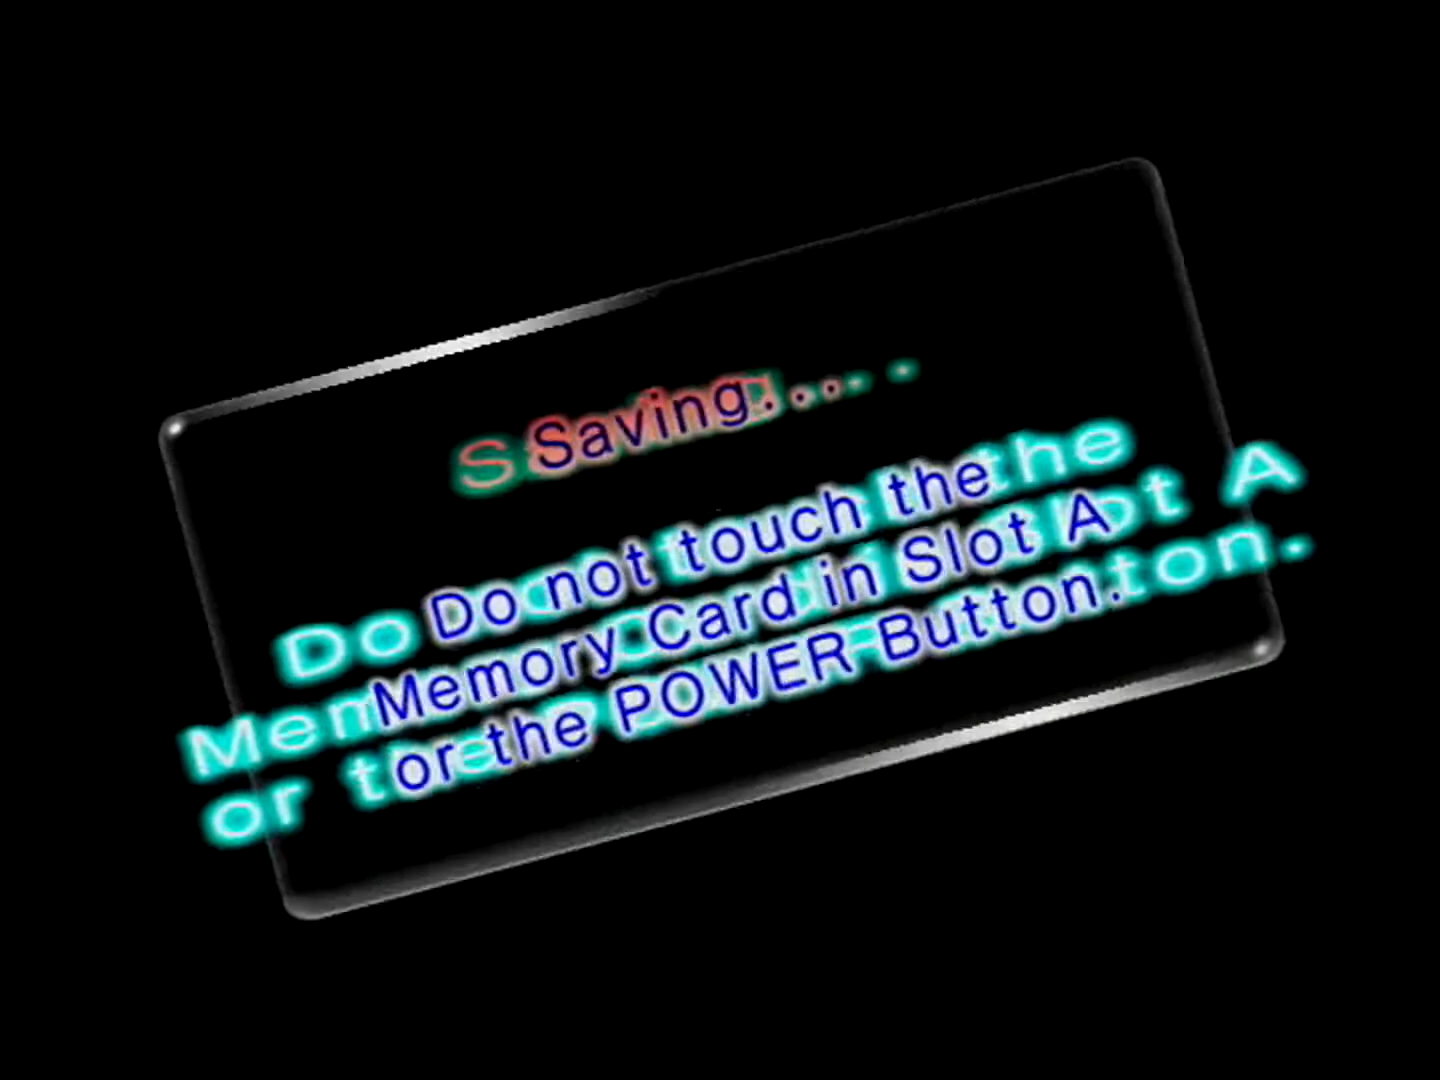 Saving...
Do not touch the
Memory Card in Slot A
or the POWER Button.